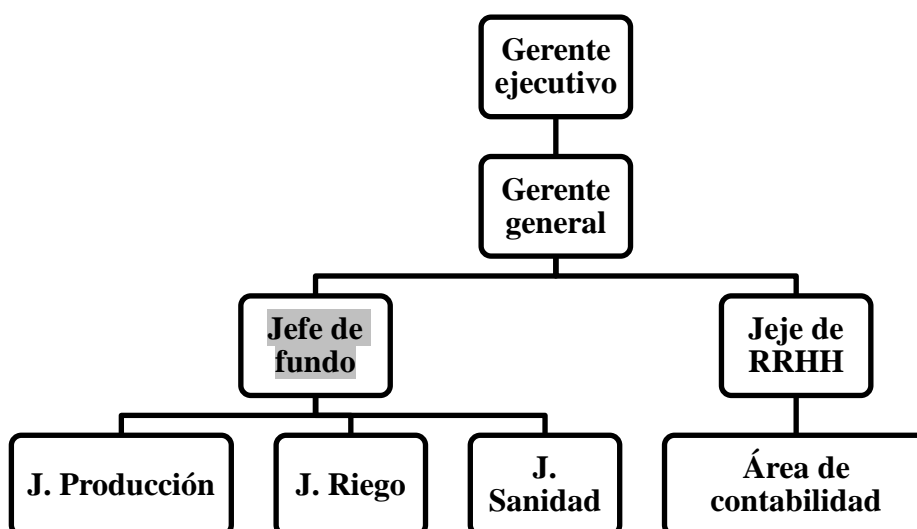 Gerente
ejecutivo
Gerente
general
Jefe de
fundo
Jeje de
RRHH
J. Producción
J. Riego
J.
Sanidad
Área de
contabilidad